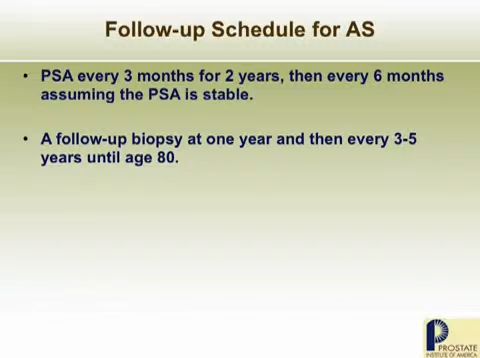 Follow-up Schedule for AS
• PSA every 3 months for 2 years, then every 6 months
assuming the PSA is stable.
• A follow-up biopsy at one year and then every 3-5
years until age 80.
PROSTATE
INSTITUTE OF AMERICA